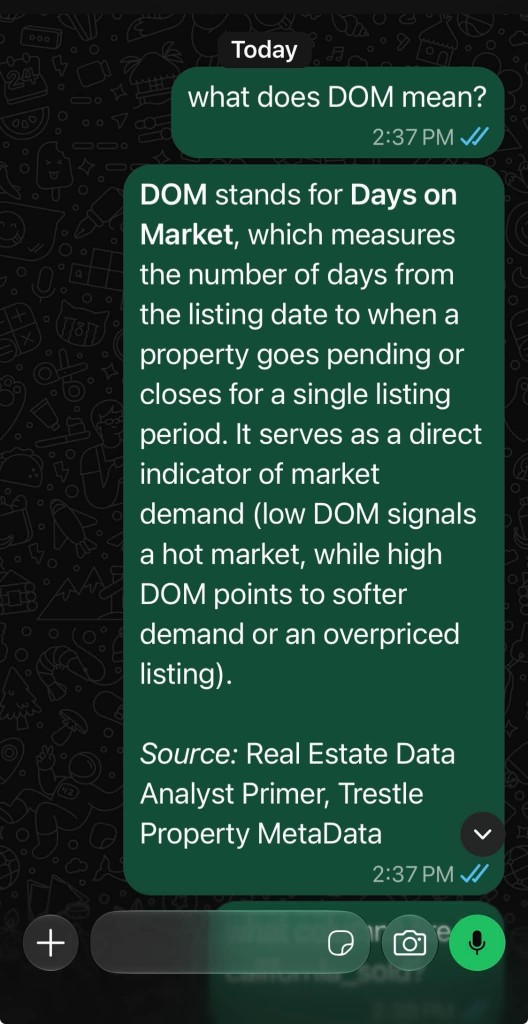 Today
what does DOM mean?
2:37 PM
DOM stands for Days on
Market, which measures
the number of days from
the listing date to when a
property goes pending or
closes for a single listing
period. It serves as a direct
indicator of market
demand (low DOM signals
a hot market, while high
DOM points to softer
demand or an overpriced
listing).
Source: Real Estate Data
Analyst Primer, Trestle
Property MetaData
2:37 PM
california_sold?